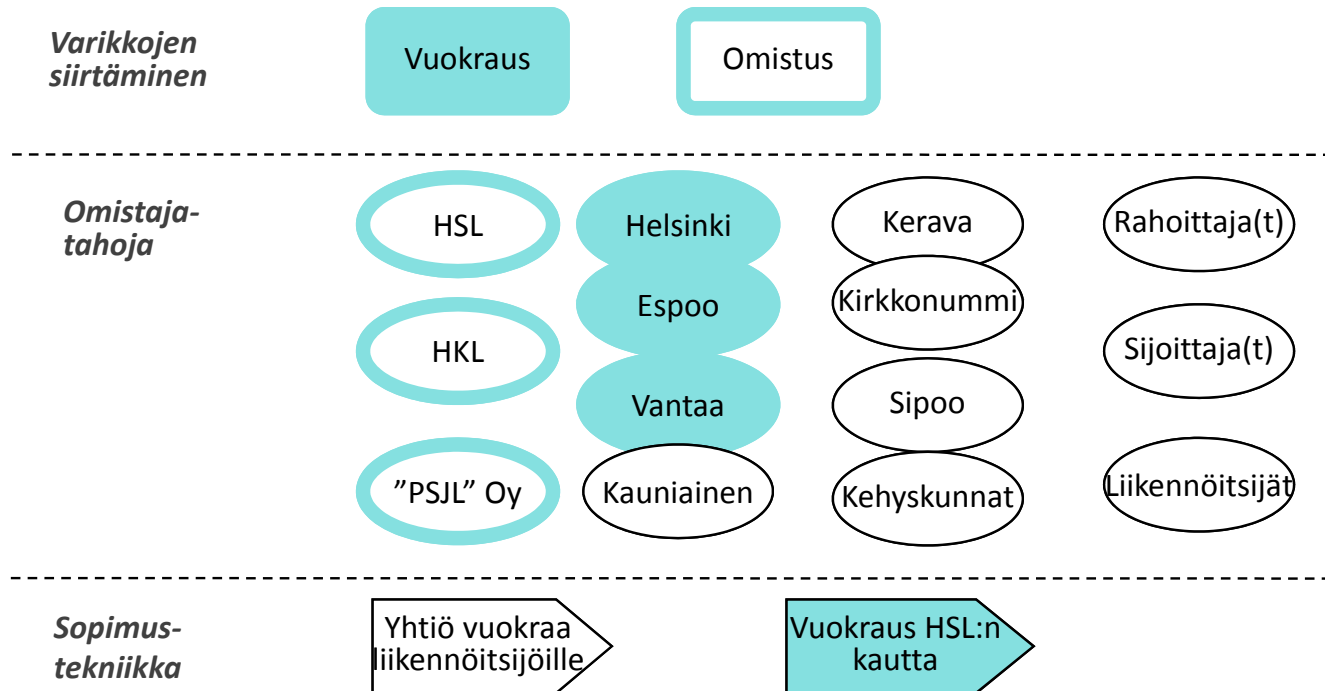 Varikkojen
siirtäminen
Vuokraus
Omistus
Omistaja-
tahoja
HSL
Helsinki
Kerava
Rahoittaja(t)
Espoo
Kirkkonummi
HKL
Sijoittaja(t)
Vantaa
Sipoo
”PSJL” Oy
Kauniainen
Kehyskunnat
Liikennöitsijät
Sopimus-
tekniikka
Yhtiö vuokraa
liikennöitsijöille
Vuokraus HSL:n
kautta